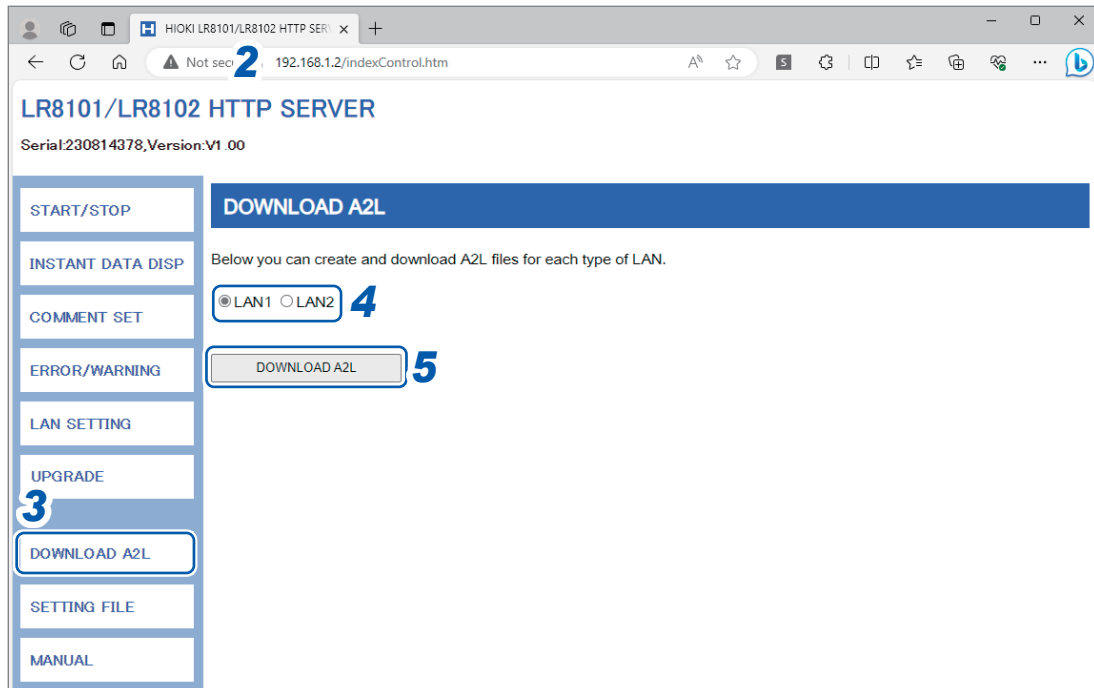 HIOKI LR8101/LR8102 HTTP SER
2
Not sec 192.168.1.2/indexControl.htm
LR8101/LR8102 HTTP SERVER
Serial:230814378,Version:V1.00
START/STOP
DOWNLOAD A2L
INSTANT DATA DISP
Below you can create and download A2L files for each type of LAN.
LAN1 LAN2
4
COMMENT SET
ERROR/WARNING
DOWNLOAD A2L
5
LAN SETTING
UPGRADE
3
DOWNLOAD A2L
SETTING FILE
MANUAL